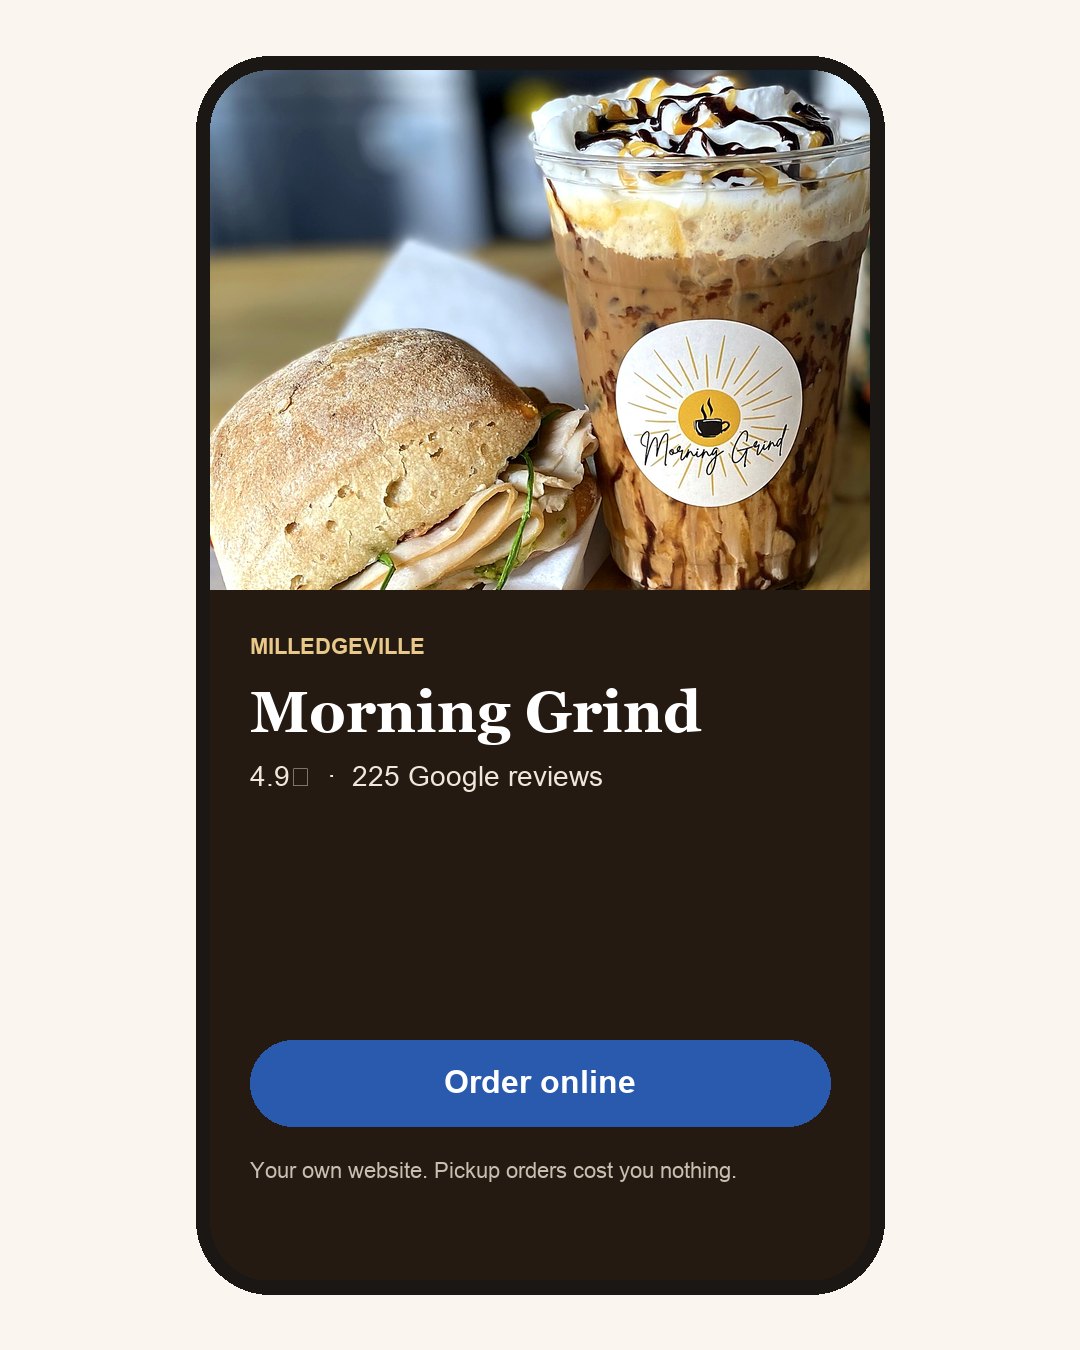 Morning Grind
MILLEDGEVILLE
Morning Grind
4.9□ · 225 Google reviews
Order online
Your own website. Pickup orders cost you nothing.